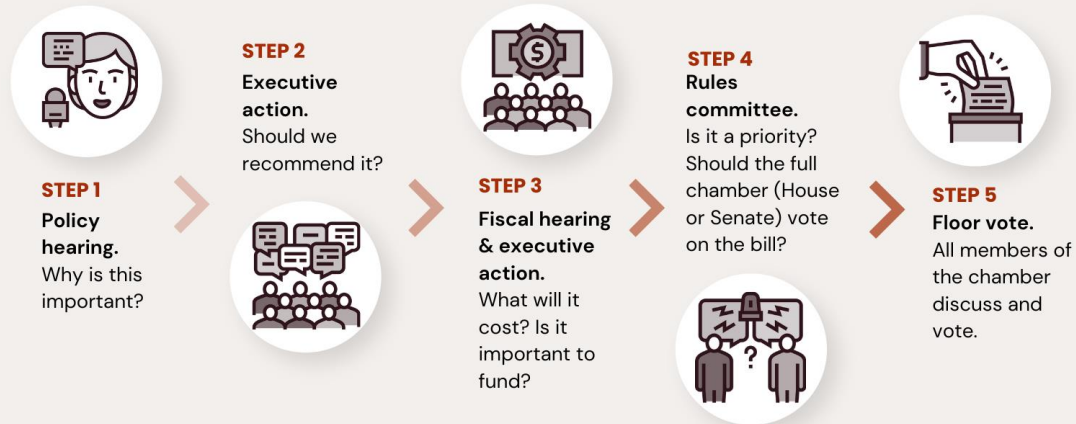 STEP 1
Policy
hearing.
Why is this
important?
STEP 2
Executive
action.
Should we
recommend it?
$
STEP 3
Fiscal hearing
& executive
action.
What will it
cost? Is it
important to
fund?
STEP 4
Rules
committee.
Is it a priority?
Should the full
chamber (House
or Senate) vote
on the bill?
?
STEP 5
Floor vote.
All members of
the chamber
discuss and
vote.